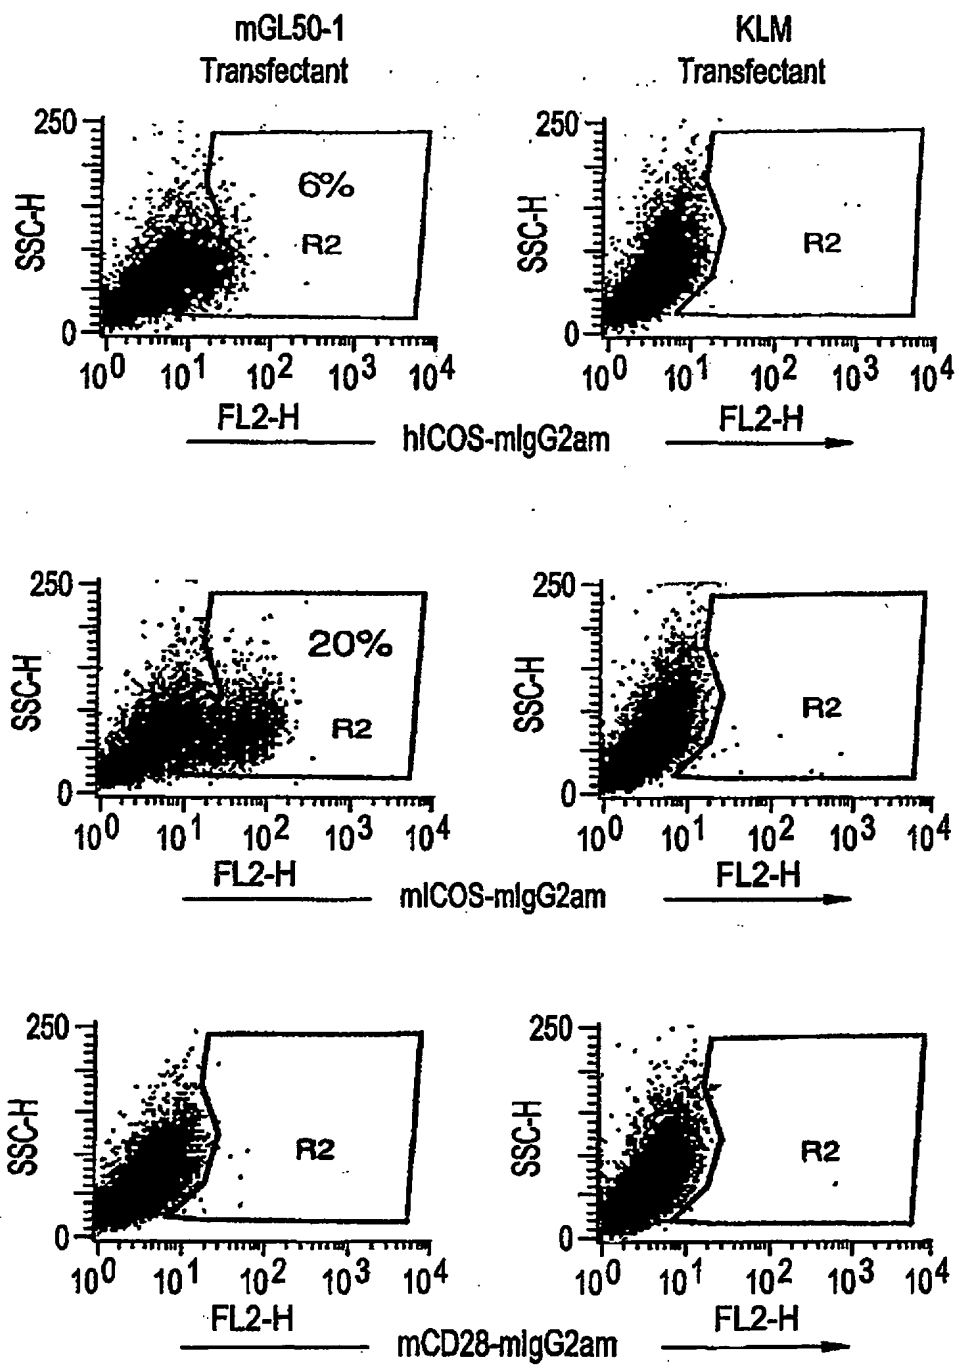 mGL50-1 KLM
Transfectant Transfectant
250 250
6%
SSC-H R2 SSC-H R2
0 0
10^0 10^1 10^2 10^3 10^4 10^0 10^1 10^2 10^3 10^4
FL2-H FL2-H
hICOS-mIgG2am
250 250
20%
SSC-H R2 SSC-H R2
0 0
10^0 10^1 10^2 10^3 10^4 10^0 10^1 10^2 10^3 10^4
FL2-H FL2-H
mICOS-mIgG2am
250 250
SSC-H R2 SSC-H R2
0 0
10^0 10^1 10^2 10^3 10^4 10^0 10^1 10^2 10^3 10^4
FL2-H FL2-H
mCD28-mIgG2am